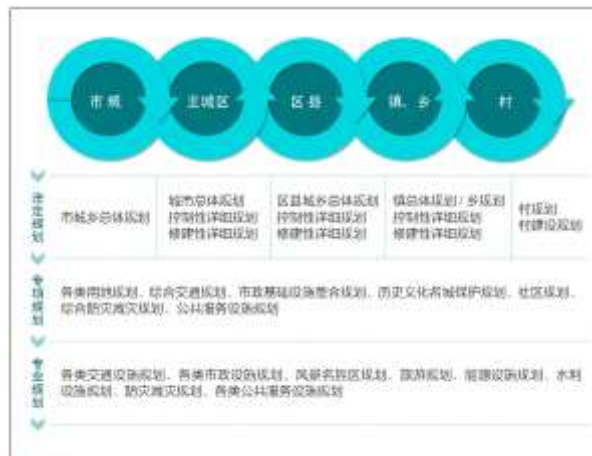 市域 主城区 区县 镇、乡 村
法定规划
市城乡总体规划
城市总体规划
控制性详细规划
修建性详细规划
区县城乡总体规划
控制性详细规划
修建性详细规划
镇总体规划/乡规划
控制性详细规划
修建性详细规划
村规划
村建设规划
专项规划
各类用地规划、综合交通规划、市政基础设施整合规划、历史文化名城保护规划、社区规划、
综合防灾减灾规划、公共服务设施规划
专业规划
各类交通设施规划、各类市政设施规划、风景名胜区规划、旅游规划、能源设施规划、水利
设施规划、防灾减灾规划、各类公共服务设施规划